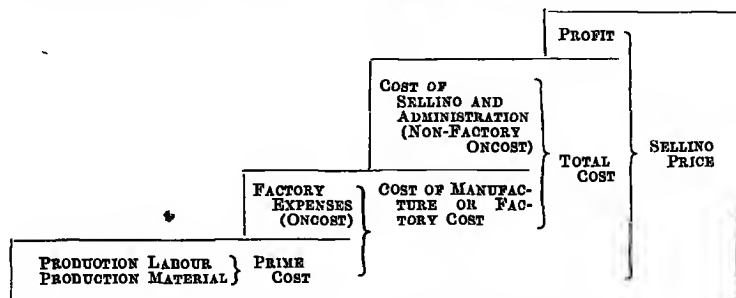 PROFIT
COST OF
SELLINO AND
ADMINISTRATION
(NON-FACTORY
ONCOST)
TOTAL
COST
SELLINO
PRICE
FACTORY
EXPENSES
(ONCOST)
COST OF MANUFAC-
TURE OR FAC-
TORY COST
PRODUCTION LABOUR
PRODUCTION MATERIAL
PRIME
COST